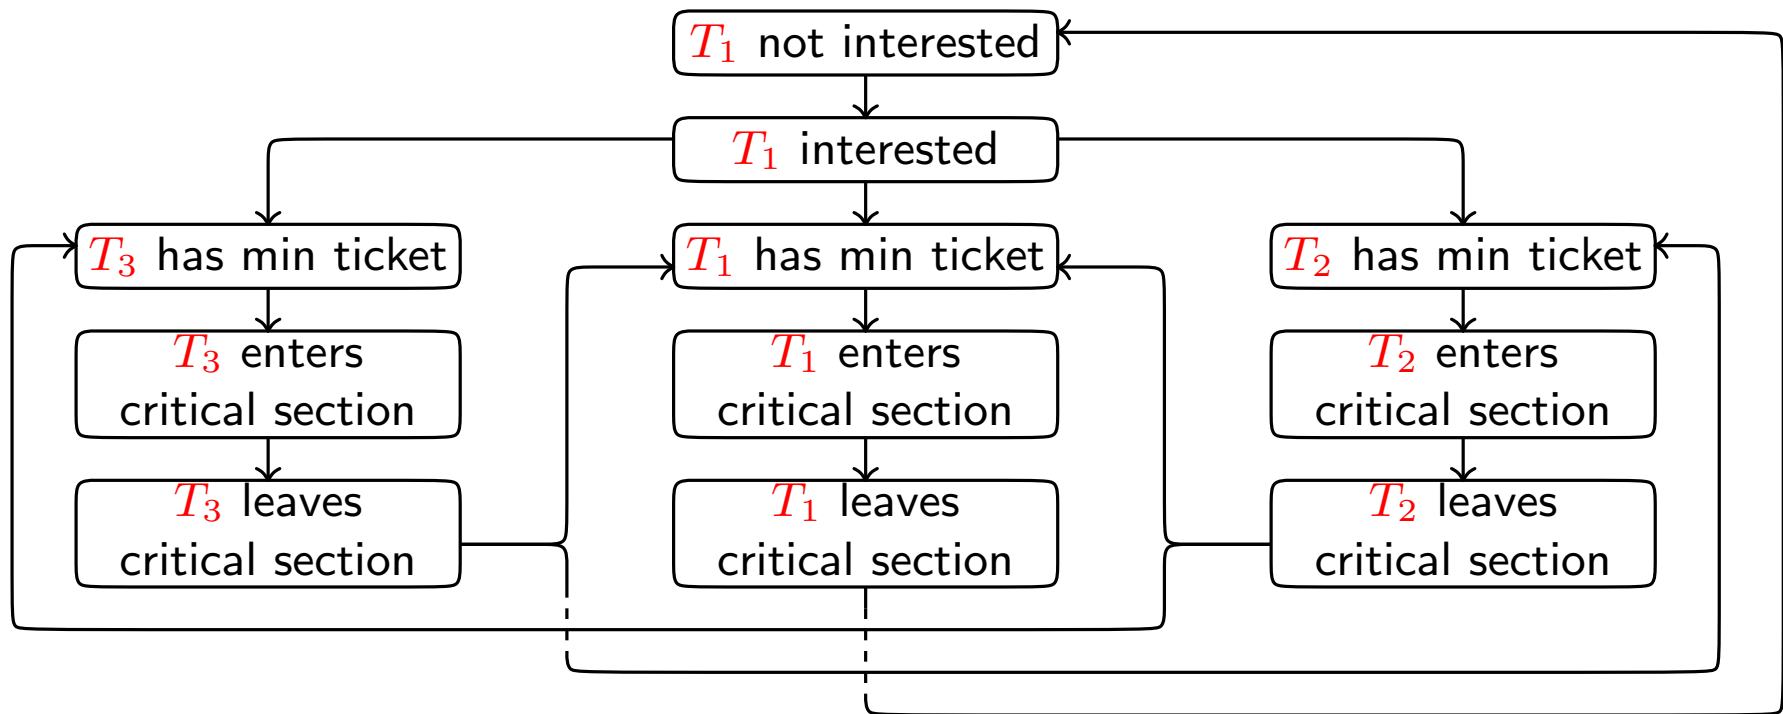 T₁ not interested
T₁ interested
T₃ has min ticket
T₁ has min ticket
T₂ has min ticket
T₃ enters
critical section
T₁ enters
critical section
T₂ enters
critical section
T₃ leaves
critical section
T₁ leaves
critical section
T₂ leaves
critical section